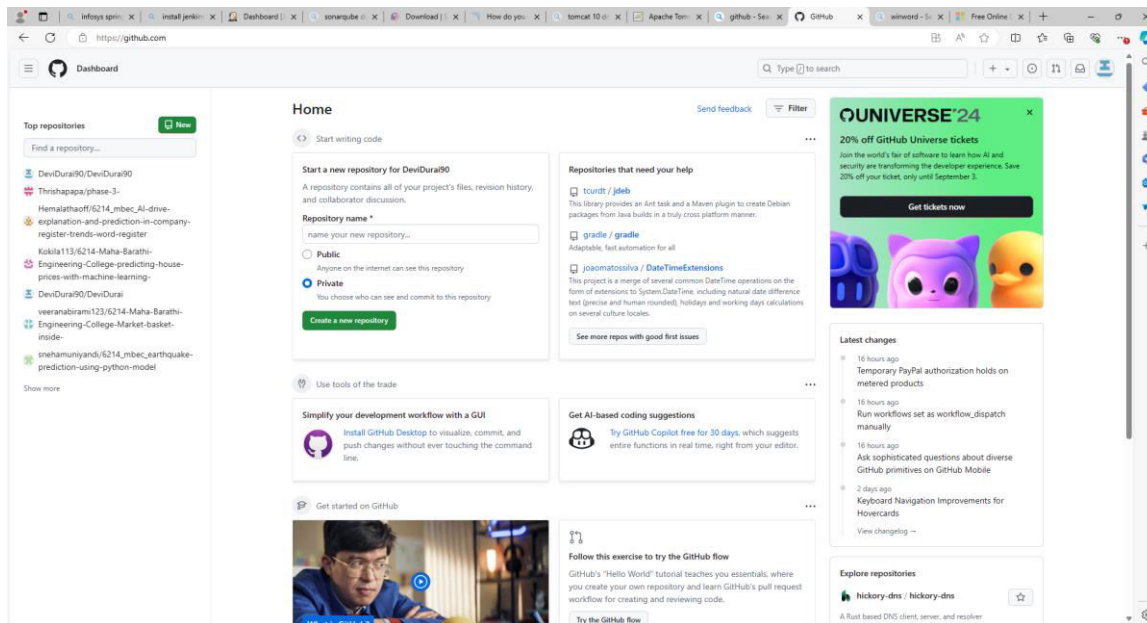 infosys spring
install jenkin
Dashboard |
sonarqube d
Download |
How do you
tomcat 10 d
Apache Tom
github - Sea
GitHub
winword - S
Free Online
https://github.com
Dashboard
Type / to search
Top repositories
New
Find a repository...
DeviDurai90/DeviDurai90
Thrishapapa/phase-3-
Hemalathaoff/6214_mbec_AI-drive-
explanation-and-prediction-in-company-
register-trends-word-register
Kokila113/6214-Maha-Barathi-
Engineering-College-predicting-house-
prices-with-machine-learning-
DeviDurai90/DeviDurai
veeranabirami123/6214-Maha-Barathi-
Engineering-College-Market-basket-
inside-
snehamuniyandi/6214_mbec_earthquake-
prediction-using-python-model
Show more
Home
Send feedback
Filter
Start writing code
Start a new repository for DeviDurai90
A repository contains all of your project's files, revision history,
and collaborator discussion.
Repository name *
name your new repository...
Public
Anyone on the internet can see this repository
Private
You choose who can see and commit to this repository
Create a new repository
Repositories that need your help
tcurdt / jdeb
This library provides an Ant task and a Maven plugin to create Debian
packages from Java builds in a truly cross platform manner.
gradle / gradle
Adaptable, fast automation for all
joaomatossilva / DateTimeExtensions
This project is a merge of several common DateTime operations on the
form of extensions to System.DateTime, including natural date difference
text (precise and human rounded), holidays and working days calculations
on several culture locales.
See more repos with good first issues
Use tools of the trade
Simplify your development workflow with a GUI
Install GitHub Desktop to visualize, commit, and
push changes without ever touching the command
line.
Get AI-based coding suggestions
Try GitHub Copilot free for 30 days, which suggests
entire functions in real time, right from your editor.
Get started on GitHub
What is GitHub?
Follow this exercise to try the GitHub flow
GitHub's "Hello World" tutorial teaches you essentials, where
you create your own repository and learn GitHub's pull request
workflow for creating and reviewing code.
Try the GitHub flow
UNIVERSE'24
20% off GitHub Universe tickets
Join the world's fair of software to learn how AI and
security are transforming the developer experience. Save
20% off your ticket, only until September 3.
Get tickets now
Latest changes
16 hours ago
Temporary PayPal authorization holds on
metered products
16 hours ago
Run workflows set as workflow_dispatch
manually
16 hours ago
Ask sophisticated questions about diverse
GitHub primitives on GitHub Mobile
2 days ago
Keyboard Navigation Improvements for
Hovercards
View changelog →
Explore repositories
hickory-dns / hickory-dns
A Rust based DNS client, server, and resolver